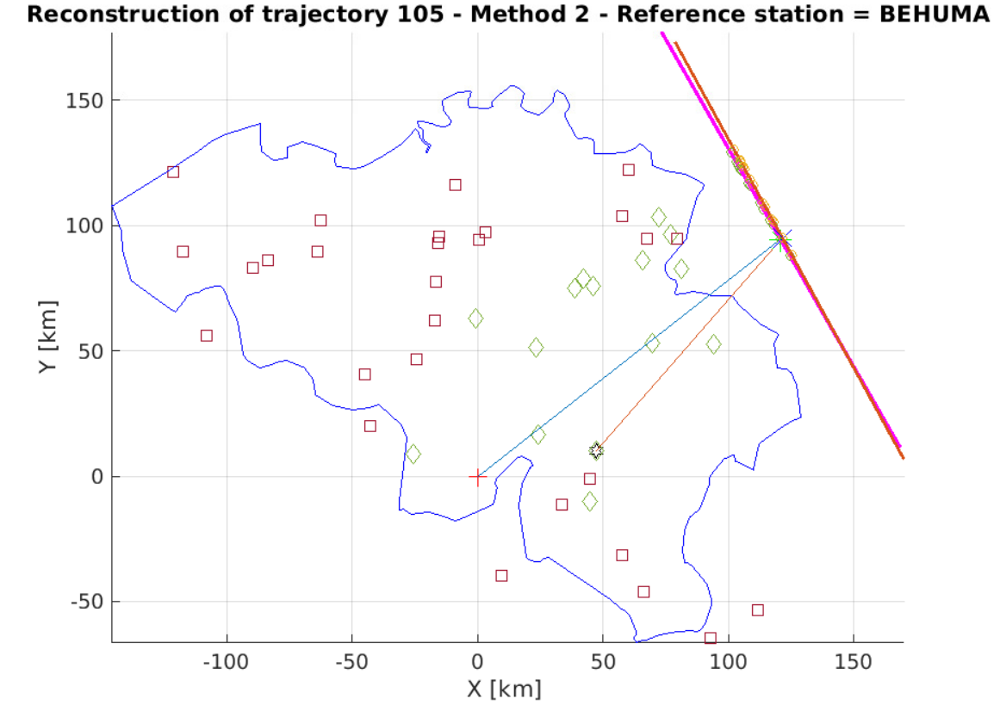 Reconstruction of trajectory 105 - Method 2 - Reference station = BEHUMA
150
100
50
0
-50
Y [km]
-100 -50 0 50 100 150
X [km]